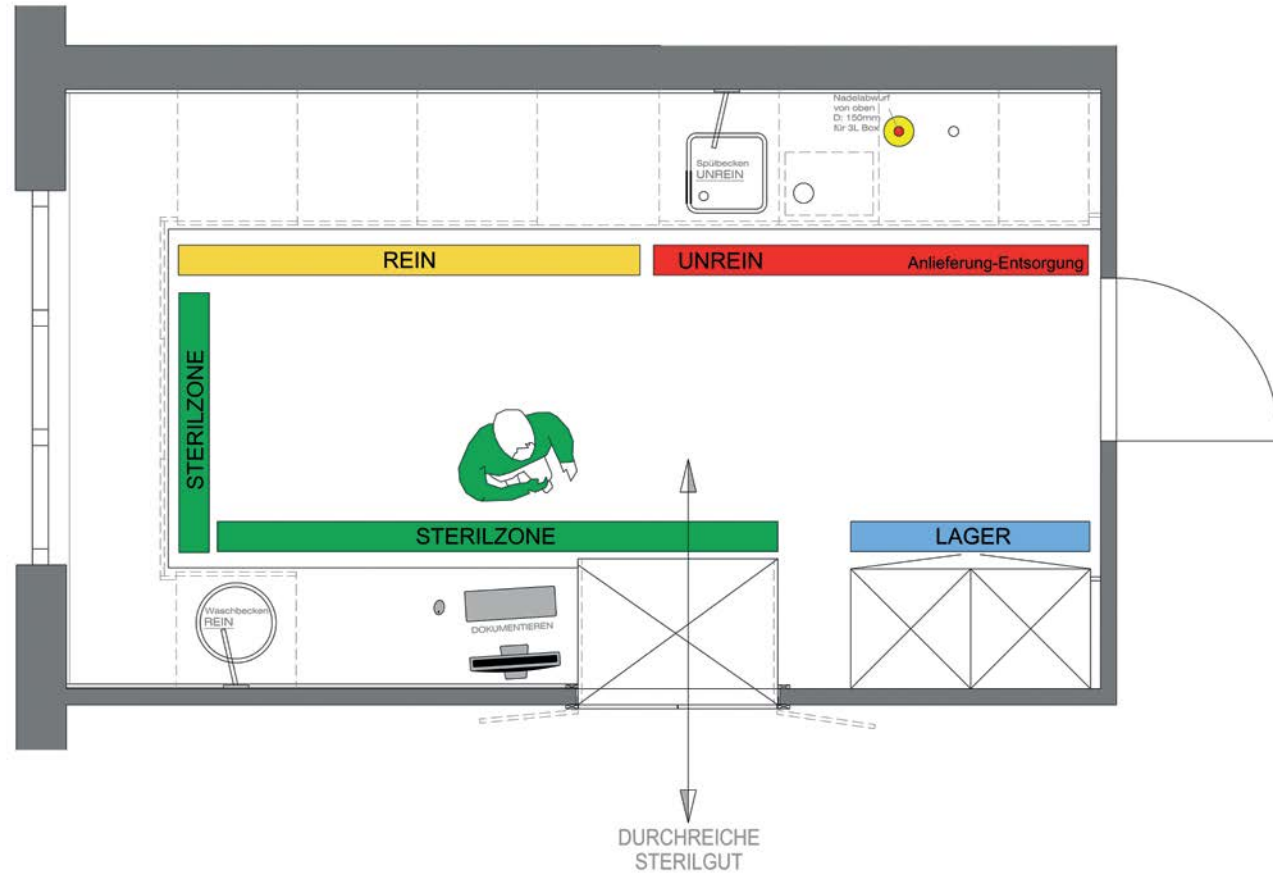 Nadelabwurf
von oben
D: 150mm
für 3L Box
Spülbecken
UNREIN
REIN
UNREIN
Anlieferung-Entsorgung
STERILZONE
STERILZONE
LAGER
Waschbecken
REIN
DOKUMENTIEREN
DURCHREICHE
STERILGUT